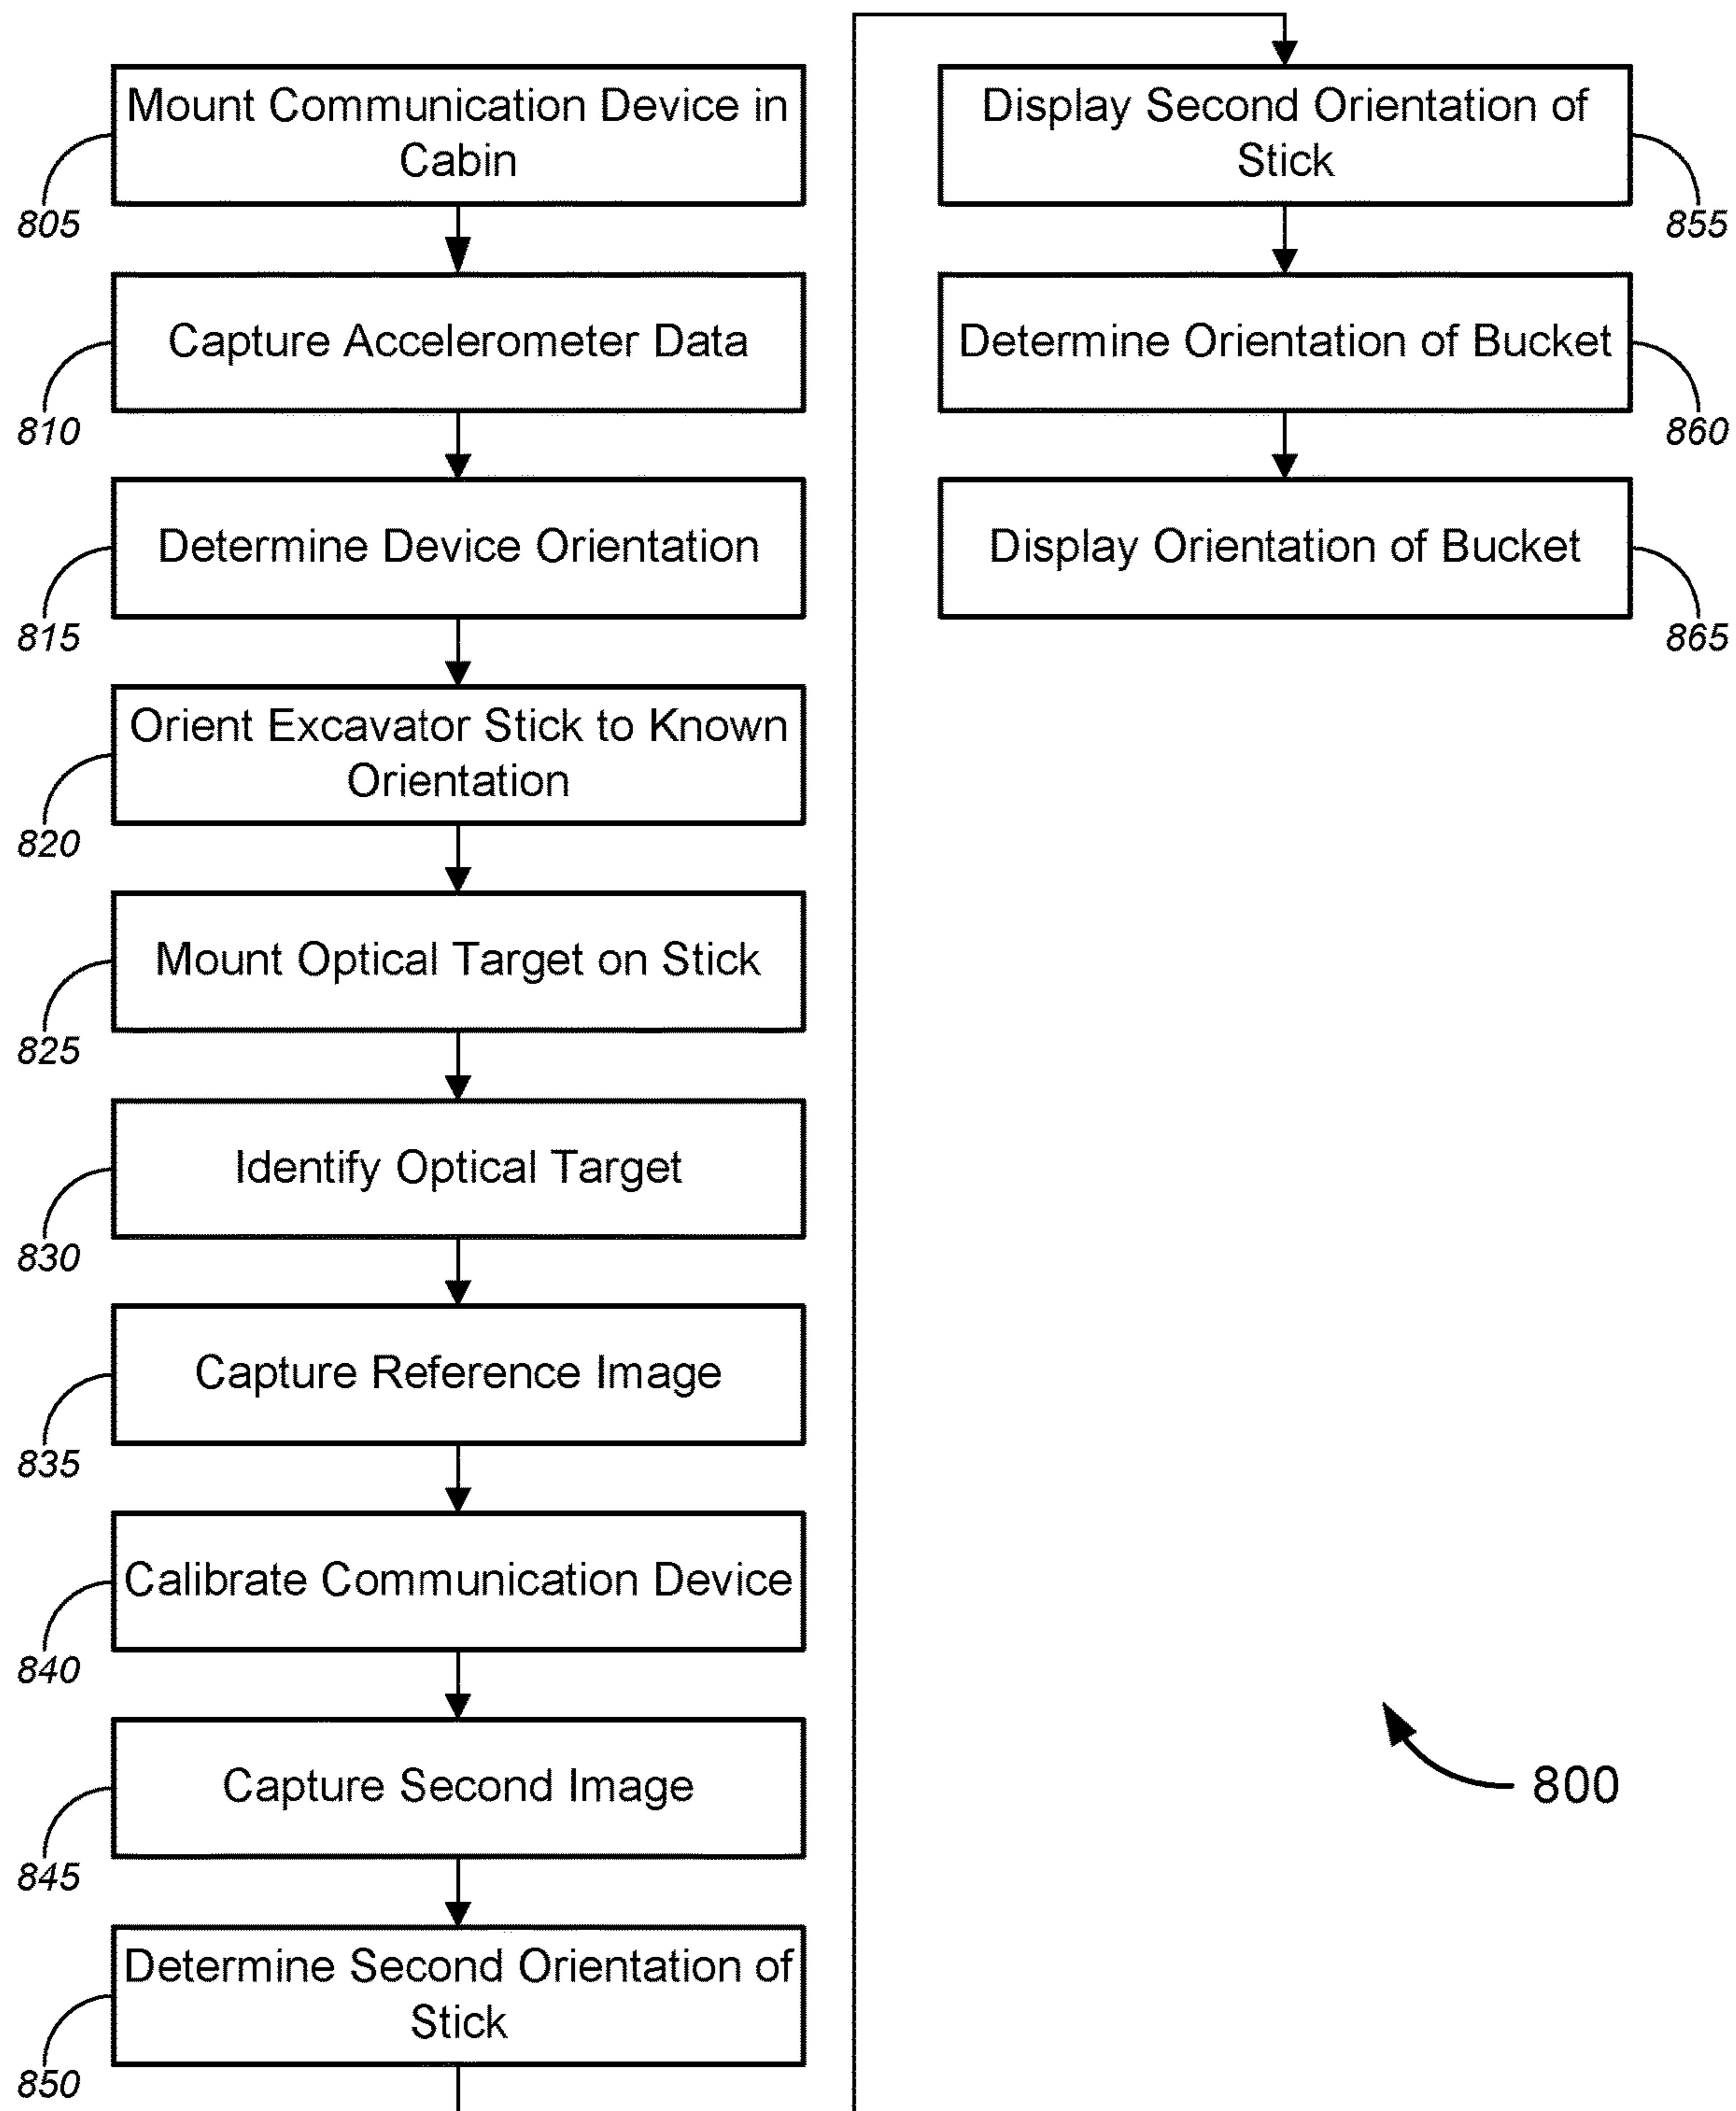 Mount Communication Device in
Cabin
805
Capture Accelerometer Data
810
Determine Device Orientation
815
Orient Excavator Stick to Known
Orientation
820
Mount Optical Target on Stick
825
Identify Optical Target
830
Capture Reference Image
835
Calibrate Communication Device
840
Capture Second Image
845
Determine Second Orientation of
Stick
850
Display Second Orientation of
Stick
855
Determine Orientation of Bucket
860
Display Orientation of Bucket
865
800